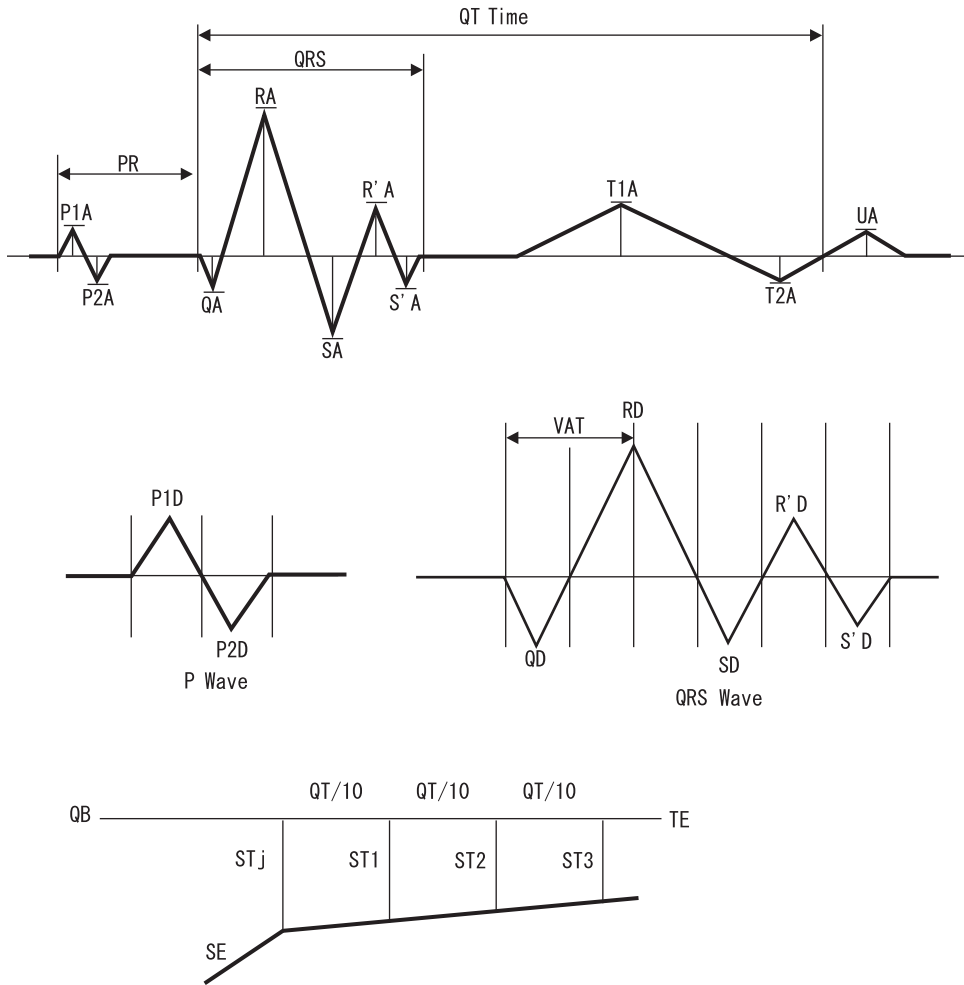 QT Time
QRS
RA
PR
R'A
P1A
T1A
UA
P2A
QA
S'A
T2A
SA
RD
VAT
P1D
R'D
P2D
QD
SD
S'D
P Wave
QRS Wave
QT/10 QT/10 QT/10
QB TE
STj ST1 ST2 ST3
SE